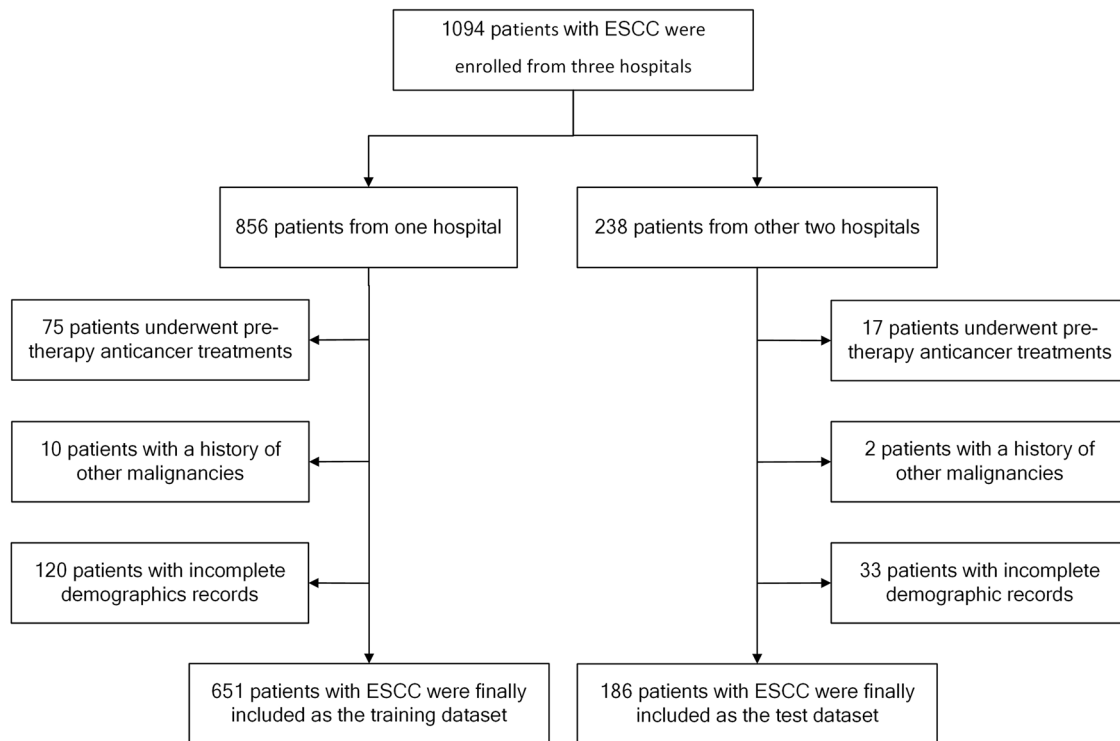 1094 patients with ESCC were
enrolled from three hospitals
856 patients from one hospital
238 patients from other two hospitals
75 patients underwent pre-
therapy anticancer treatments
17 patients underwent pre-
therapy anticancer treatments
10 patients with a history of
other malignancies
2 patients with a history of
other malignancies
120 patients with incomplete
demographics records
33 patients with incomplete
demographic records
651 patients with ESCC were finally
included as the training dataset
186 patients with ESCC were finally
included as the test dataset